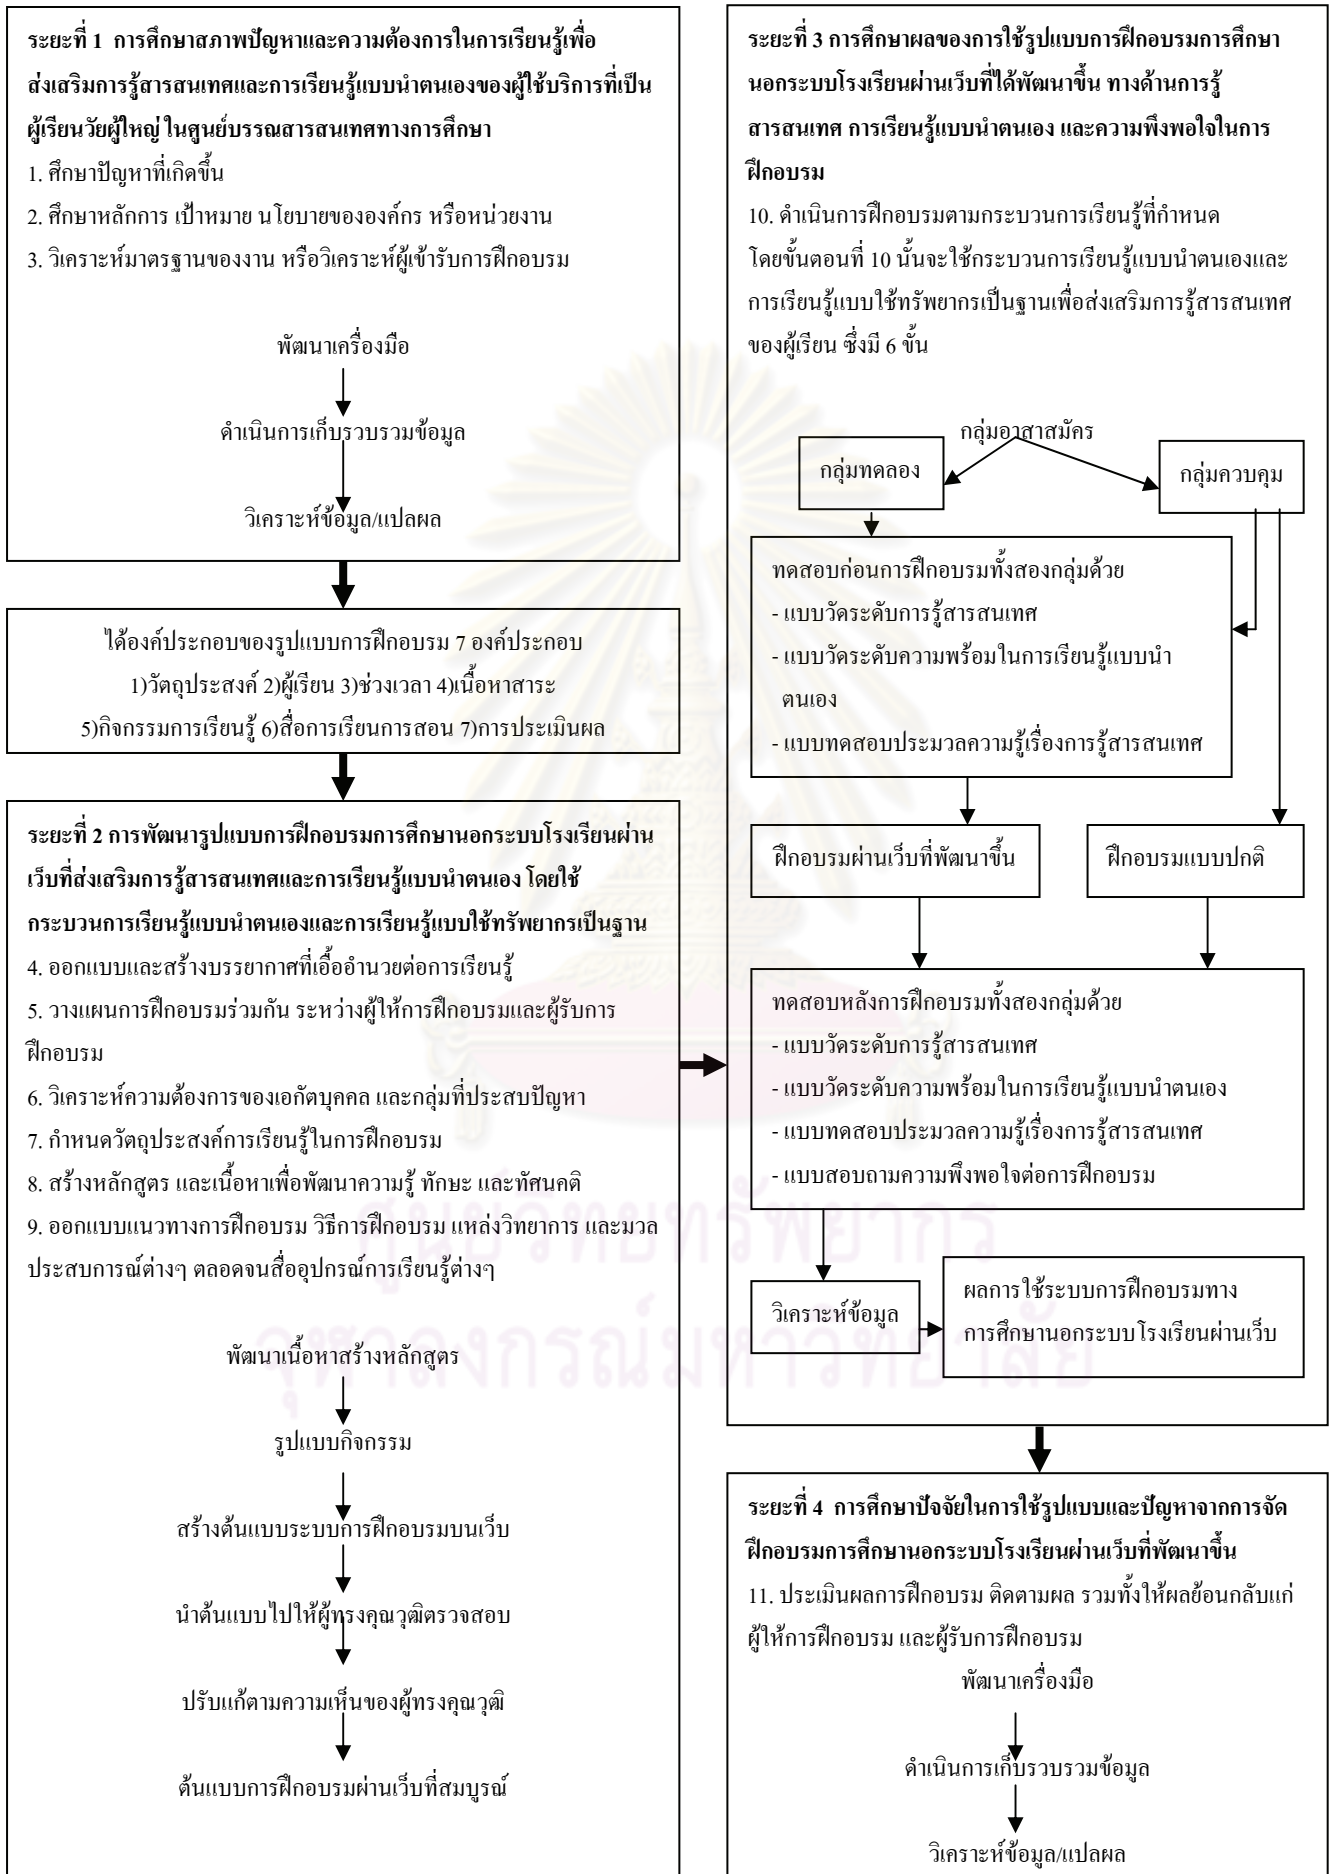 ระยะที่ 1  การศึกษาสภาพปัญหาและความต้องการในการเรียนรู้เพื่อ
ส่งเสริมการรู้สารสนเทศและการเรียนรู้แบบนำตนเองของผู้ใช้บริการที่เป็น
ผู้เรียนวัยผู้ใหญ่ ในศูนย์บรรณสารสนเทศทางการศึกษา
1. ศึกษาปัญหาที่เกิดขึ้น
2. ศึกษาหลักการ เป้าหมาย นโยบายขององค์กร หรือหน่วยงาน
3. วิเคราะห์มาตรฐานของงาน หรือวิเคราะห์ผู้เข้ารับการฝึกอบรม
พัฒนาเครื่องมือ
ดำเนินการเก็บรวบรวมข้อมูล
วิเคราะห์ข้อมูล/แปลผล
ได้องค์ประกอบของรูปแบบการฝึกอบรม 7 องค์ประกอบ
1)วัตถุประสงค์ 2)ผู้เรียน 3)ช่วงเวลา 4)เนื้อหาสาระ
5)กิจกรรมการเรียนรู้ 6)สื่อการเรียนการสอน 7)การประเมินผล
ระยะที่ 2 การพัฒนารูปแบบการฝึกอบรมการศึกษานอกระบบโรงเรียนผ่าน
เว็บที่ส่งเสริมการรู้สารสนเทศและการเรียนรู้แบบนำตนเอง โดยใช้
กระบวนการเรียนรู้แบบนำตนเองและการเรียนรู้แบบใช้ทรัพยากรเป็นฐาน
4. ออกแบบและสร้างบรรยากาศที่เอื้ออำนวยต่อการเรียนรู้
5. วางแผนการฝึกอบรมร่วมกัน ระหว่างผู้ให้การฝึกอบรมและผู้รับการ
ฝึกอบรม
6. วิเคราะห์ความต้องการของเอกัตบุคคล และกลุ่มที่ประสบปัญหา
7. กำหนดวัตถุประสงค์การเรียนรู้ในการฝึกอบรม
8. สร้างหลักสูตร และเนื้อหาเพื่อพัฒนาความรู้ ทักษะ และทัศนคติ
9. ออกแบบแนวทางการฝึกอบรม วิธีการฝึกอบรม แหล่งวิทยาการ และมวล
ประสบการณ์ต่างๆ ตลอดจนสื่ออุปกรณ์การเรียนรู้ต่างๆ
พัฒนาเนื้อหาสร้างหลักสูตร
รูปแบบกิจกรรม
สร้างต้นแบบระบบการฝึกอบรมบนเว็บ
นำต้นแบบไปให้ผู้ทรงคุณวุฒิตรวจสอบ
ปรับแก้ตามความเห็นของผู้ทรงคุณวุฒิ
ต้นแบบการฝึกอบรมผ่านเว็บที่สมบูรณ์
ระยะที่ 3 การศึกษาผลของการใช้รูปแบบการฝึกอบรมการศึกษา
นอกระบบโรงเรียนผ่านเว็บที่ได้พัฒนาขึ้น ทางด้านการรู้
สารสนเทศ การเรียนรู้แบบนำตนเอง และความพึงพอใจในการ
ฝึกอบรม
10. ดำเนินการฝึกอบรมตามกระบวนการเรียนรู้ที่กำหนด
โดยขั้นตอนที่ 10 นั้นจะใช้กระบวนการเรียนรู้แบบนำตนเองและ
การเรียนรู้แบบใช้ทรัพยากรเป็นฐานเพื่อส่งเสริมการรู้สารสนเทศ
ของผู้เรียน ซึ่งมี 6 ขั้น
กลุ่มอาสาสมัคร
กลุ่มทดลอง
กลุ่มควบคุม
ทดสอบก่อนการฝึกอบรมทั้งสองกลุ่มด้วย
- แบบวัดระดับการรู้สารสนเทศ
- แบบวัดระดับความพร้อมในการเรียนรู้แบบนำ
ตนเอง
- แบบทดสอบประมวลความรู้เรื่องการรู้สารสนเทศ
ฝึกอบรมผ่านเว็บที่พัฒนาขึ้น
ฝึกอบรมแบบปกติ
ทดสอบหลังการฝึกอบรมทั้งสองกลุ่มด้วย
- แบบวัดระดับการรู้สารสนเทศ
- แบบวัดระดับความพร้อมในการเรียนรู้แบบนำตนเอง
- แบบทดสอบประมวลความรู้เรื่องการรู้สารสนเทศ
- แบบสอบถามความพึงพอใจต่อการฝึกอบรม
วิเคราะห์ข้อมูล
ผลการใช้ระบบการฝึกอบรมทาง
การศึกษานอกระบบโรงเรียนผ่านเว็บ
ระยะที่ 4  การศึกษาปัจจัยในการใช้รูปแบบและปัญหาจากการจัด
ฝึกอบรมการศึกษานอกระบบโรงเรียนผ่านเว็บที่พัฒนาขึ้น
11. ประเมินผลการฝึกอบรม ติดตามผล รวมทั้งให้ผลย้อนกลับแก่
ผู้ให้การฝึกอบรม และผู้รับการฝึกอบรม
พัฒนาเครื่องมือ
ดำเนินการเก็บรวบรวมข้อมูล
วิเคราะห์ข้อมูล/แปลผล
ศูนย์วิทยทรัพยากร
จุฬาลงกรณ์มหาวิทยาลัย